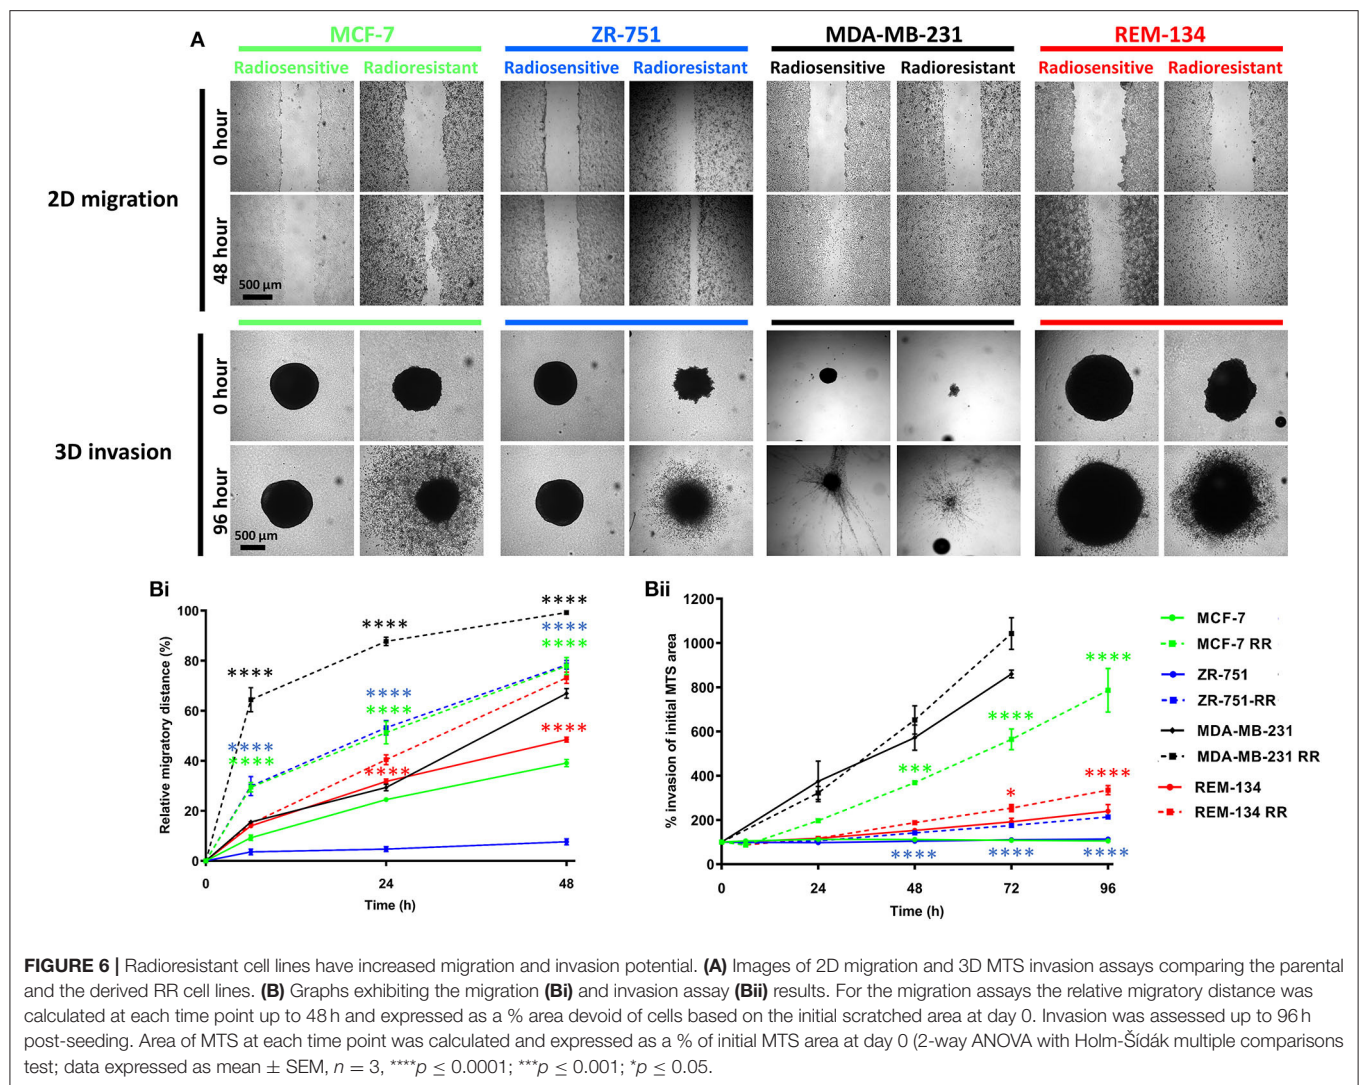 A
MCF-7 ZR-751 MDA-MB-231 REM-134
Radiosensitive Radioresistant Radiosensitive Radioresistant Radiosensitive Radioresistant Radiosensitive Radioresistant
2D migration
0 hour
48 hour
500 µm
3D invasion
0 hour
96 hour
500 µm
Bi
Relative migratory distance (%)
100
80
60
40
20
0
0 24 48
Time (h)
****
****
****
****
****
****
****
****
****
****
****
Bii
% invasion of initial MTS area
1200
1000
800
600
400
200
0
0 24 48 72 96
Time (h)
***
****
****
*
****
****
****
****
MCF-7
MCF-7 RR
ZR-751
ZR-751-RR
MDA-MB-231
MDA-MB-231 RR
REM-134
REM-134 RR
FIGURE 6 | Radioresistant cell lines have increased migration and invasion potential. (A) Images of 2D migration and 3D MTS invasion assays comparing the parental
and the derived RR cell lines. (B) Graphs exhibiting the migration (Bi) and invasion assay (Bii) results. For the migration assays the relative migratory distance was
calculated at each time point up to 48 h and expressed as a % area devoid of cells based on the initial scratched area at day 0. Invasion was assessed up to 96 h
post-seeding. Area of MTS at each time point was calculated and expressed as a % of initial MTS area at day 0 (2-way ANOVA with Holm-Šídák multiple comparisons
test; data expressed as mean ± SEM, n = 3, ****p ≤ 0.0001; ***p ≤ 0.001; *p ≤ 0.05.